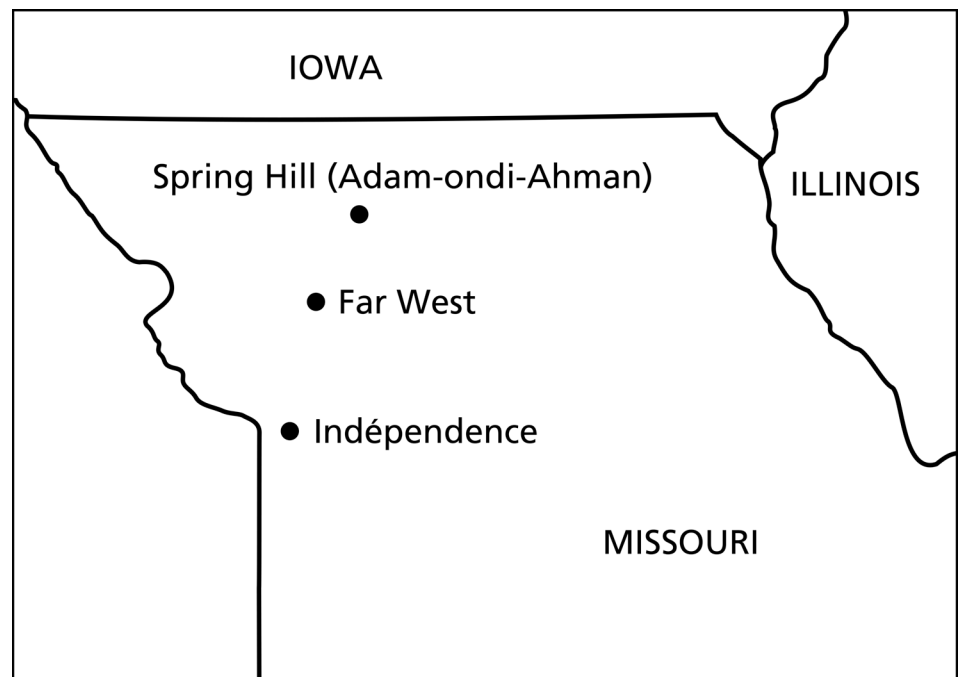 IOWA
Spring Hill (Adam-ondi-Ahman)
ILLINOIS
Far West
Indépendence
MISSOURI